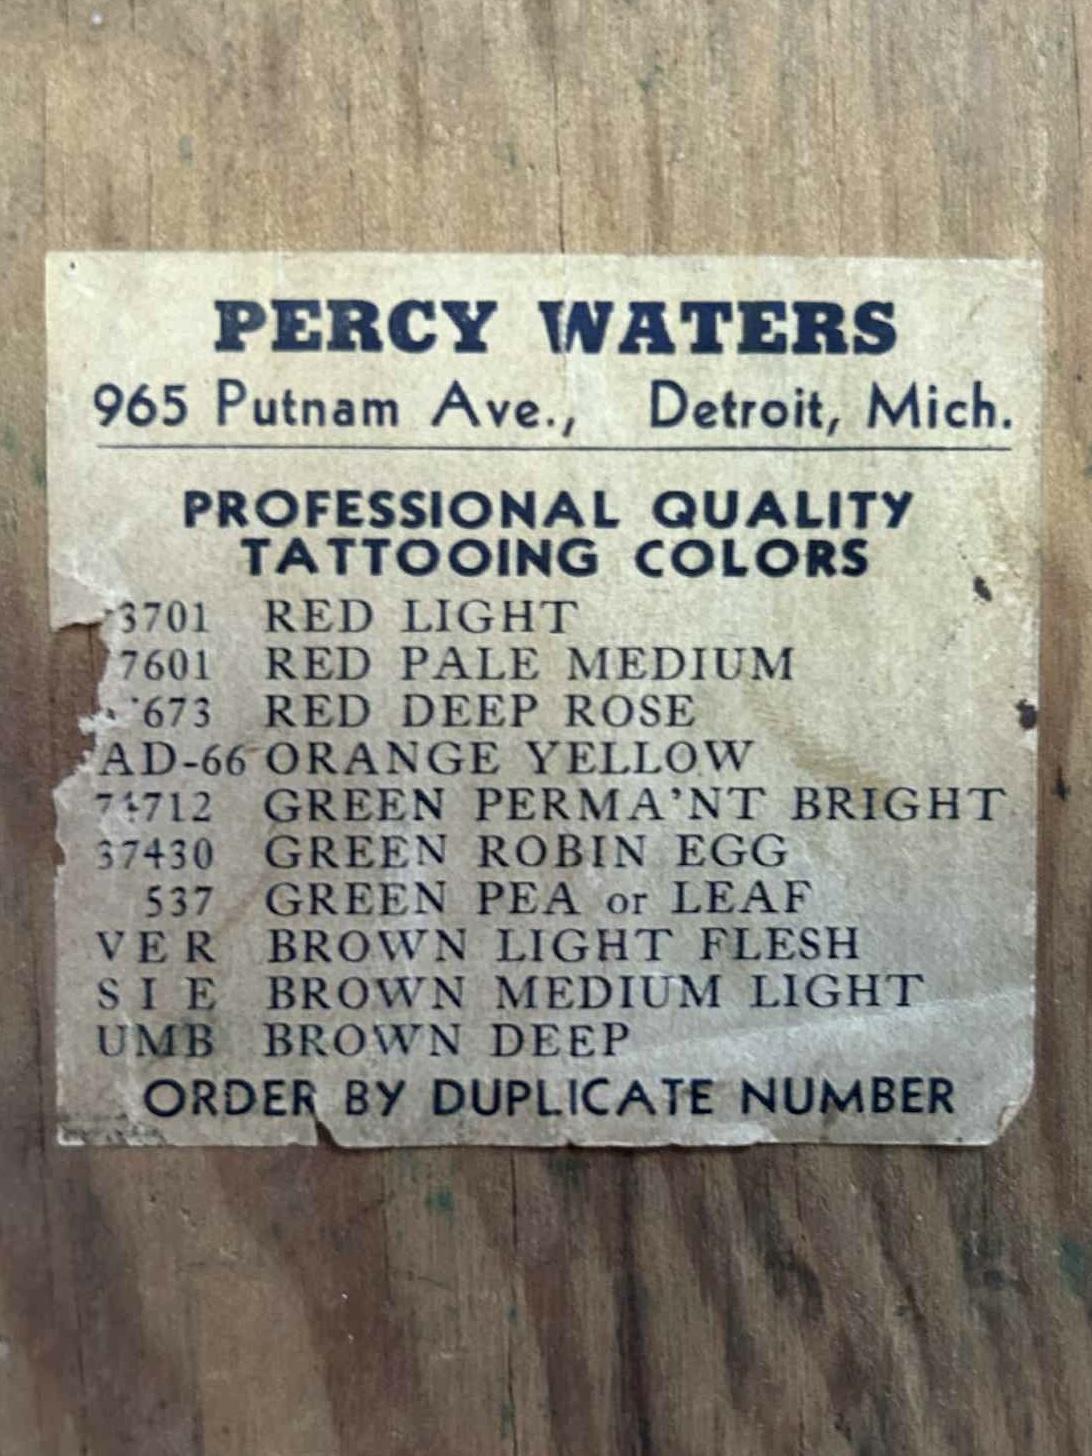 PERCY WATERS
965 Putnam Ave., Detroit, Mich.
PROFESSIONAL QUALITY
TATTOOING COLORS
3701 RED LIGHT
7601 RED PALE MEDIUM
673 RED DEEP ROSE
AD-66 ORANGE YELLOW
GREEN PERMA'NT BRIGHT
37430 GREEN ROBIN EGG
537 GREEN PEA or LEAF
VER BROWN LIGHT FLESH
SIE BROWN MEDIUM LIGHT
UMB BROWN DEEP
ORDER BY DUPLICATE NUMBER